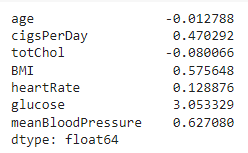 age -0.012788
cigsPerDay 0.470292
totChol -0.080066
BMI 0.575648
heartRate 0.128876
glucose 3.053329
meanBloodPressure 0.627080
dtype: float64